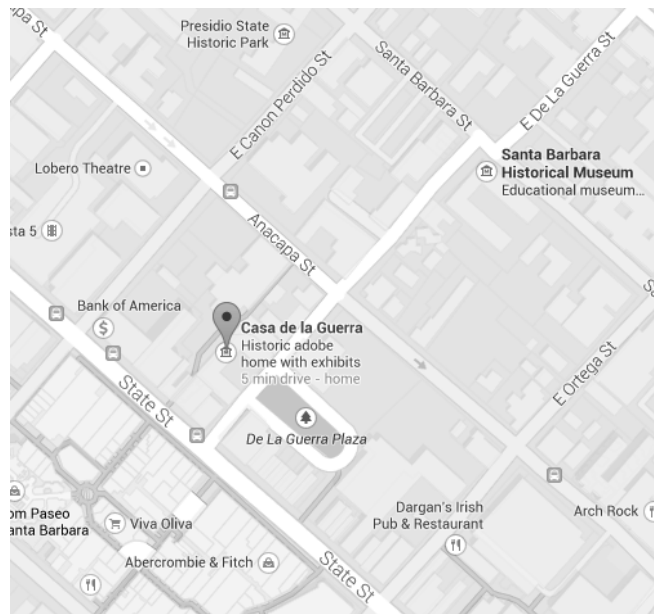 apa St
Presidio State
Historic Park
Santa Barbara St
E De La Guerra St
E Canon Perdido St
Lobero Theatre
Santa Barbara
Historical Museum
Educational museum...
sta 5
Anacapa St
Sa
Bank of America
$
Casa de la Guerra
Historic adobe
home with exhibits
5 min drive - home
E Ortega St
State St
De La Guerra Plaza
om Paseo
anta Barbara
Viva Oliva
Dargan's Irish
Pub & Restaurant
Arch Rock
Abercrombie & Fitch
State St